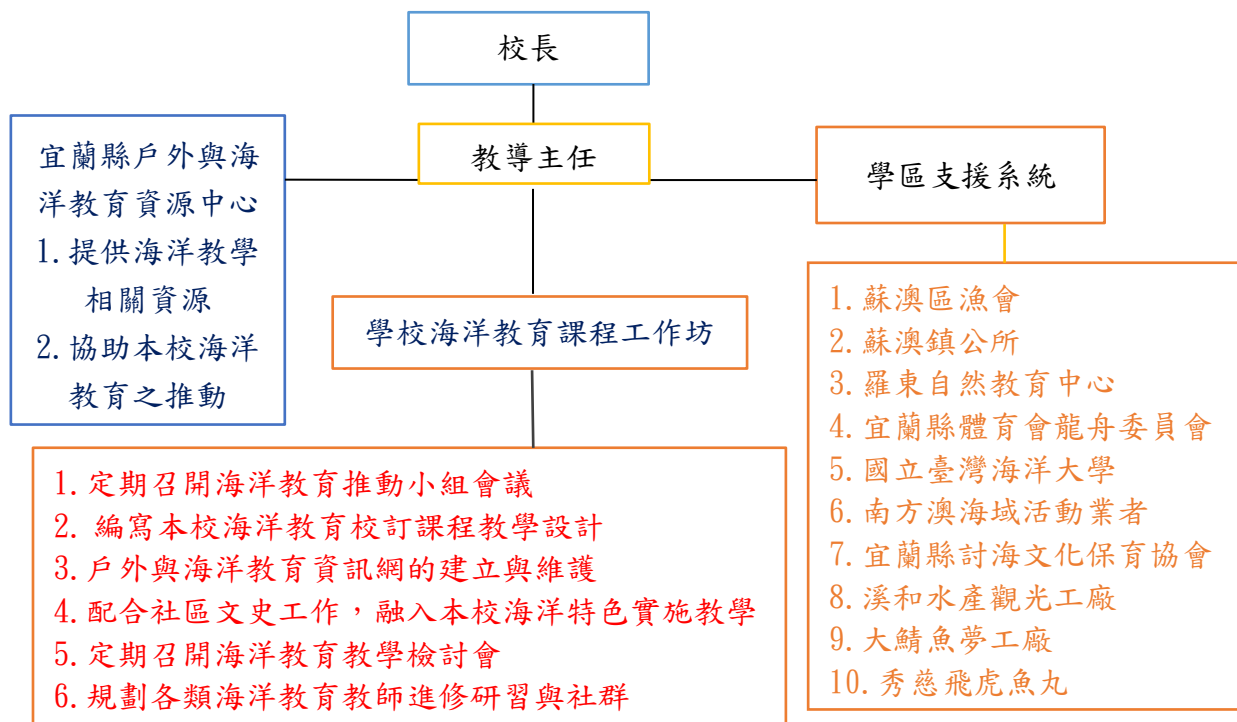 校長
教導主任
宜蘭縣戶外與海
洋教育資源中心
1.提供海洋教學
相關資源
2.協助本校海洋
教育之推動
學區支援系統
學校海洋教育課程工作坊
1.蘇澳區漁會
2.蘇澳鎮公所
3.羅東自然教育中心
4.宜蘭縣體育會龍舟委員會
5.國立臺灣海洋大學
6.南方澳海域活動業者
7.宜蘭縣討海文化保育協會
8.溪和水產觀光工廠
9.大鯖魚夢工廠
10.秀慈飛虎魚丸
1.定期召開海洋教育推動小組會議
2. 編寫本校海洋教育校訂課程教學設計
3.戶外與海洋教育資訊網的建立與維護
4.配合社區文史工作，融入本校海洋特色實施教學
5.定期召開海洋教育教學檢討會
6.規劃各類海洋教育教師進修研習與社群